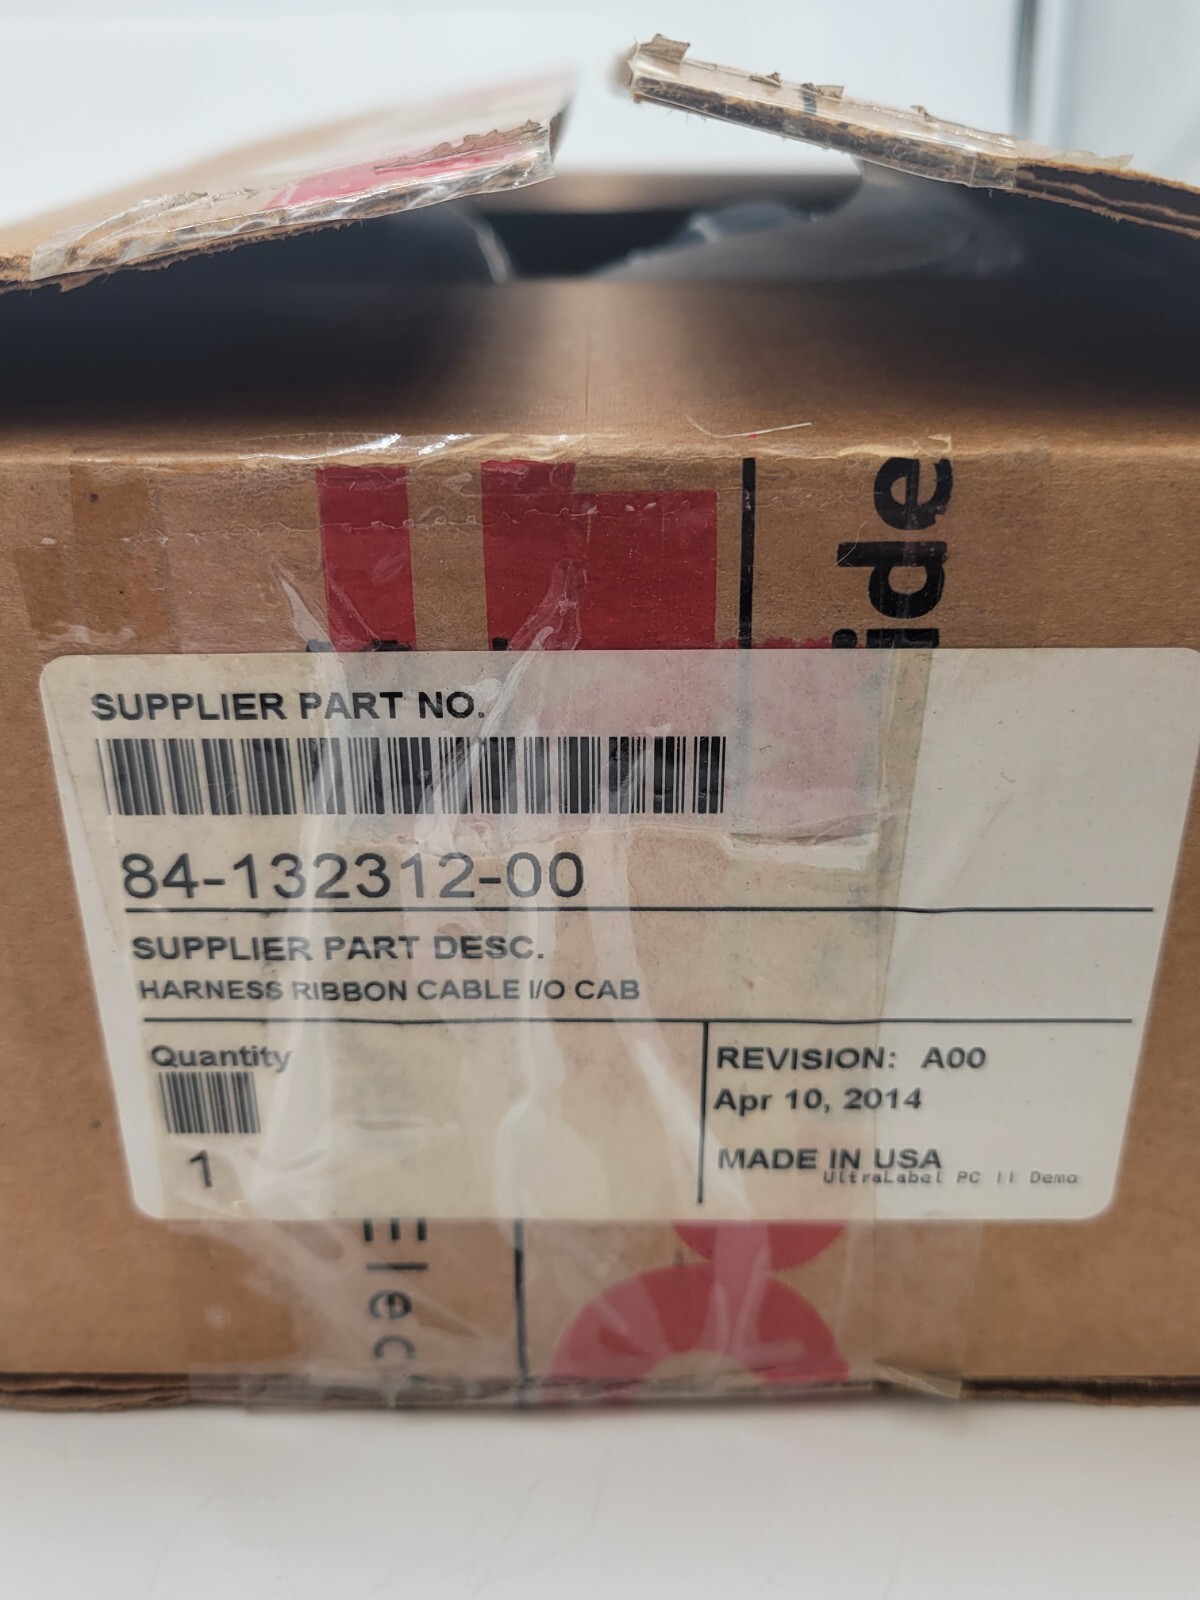 ide
SUPPLIER PART NO.
84-132312-00
SUPPLIER PART DESC.
HARNESS RIBBON CABLE I/O CAB
Quantity
1
REVISION: A00
Apr 10, 2014
MADE IN USA
UltraLabel PC II Demo
Elec